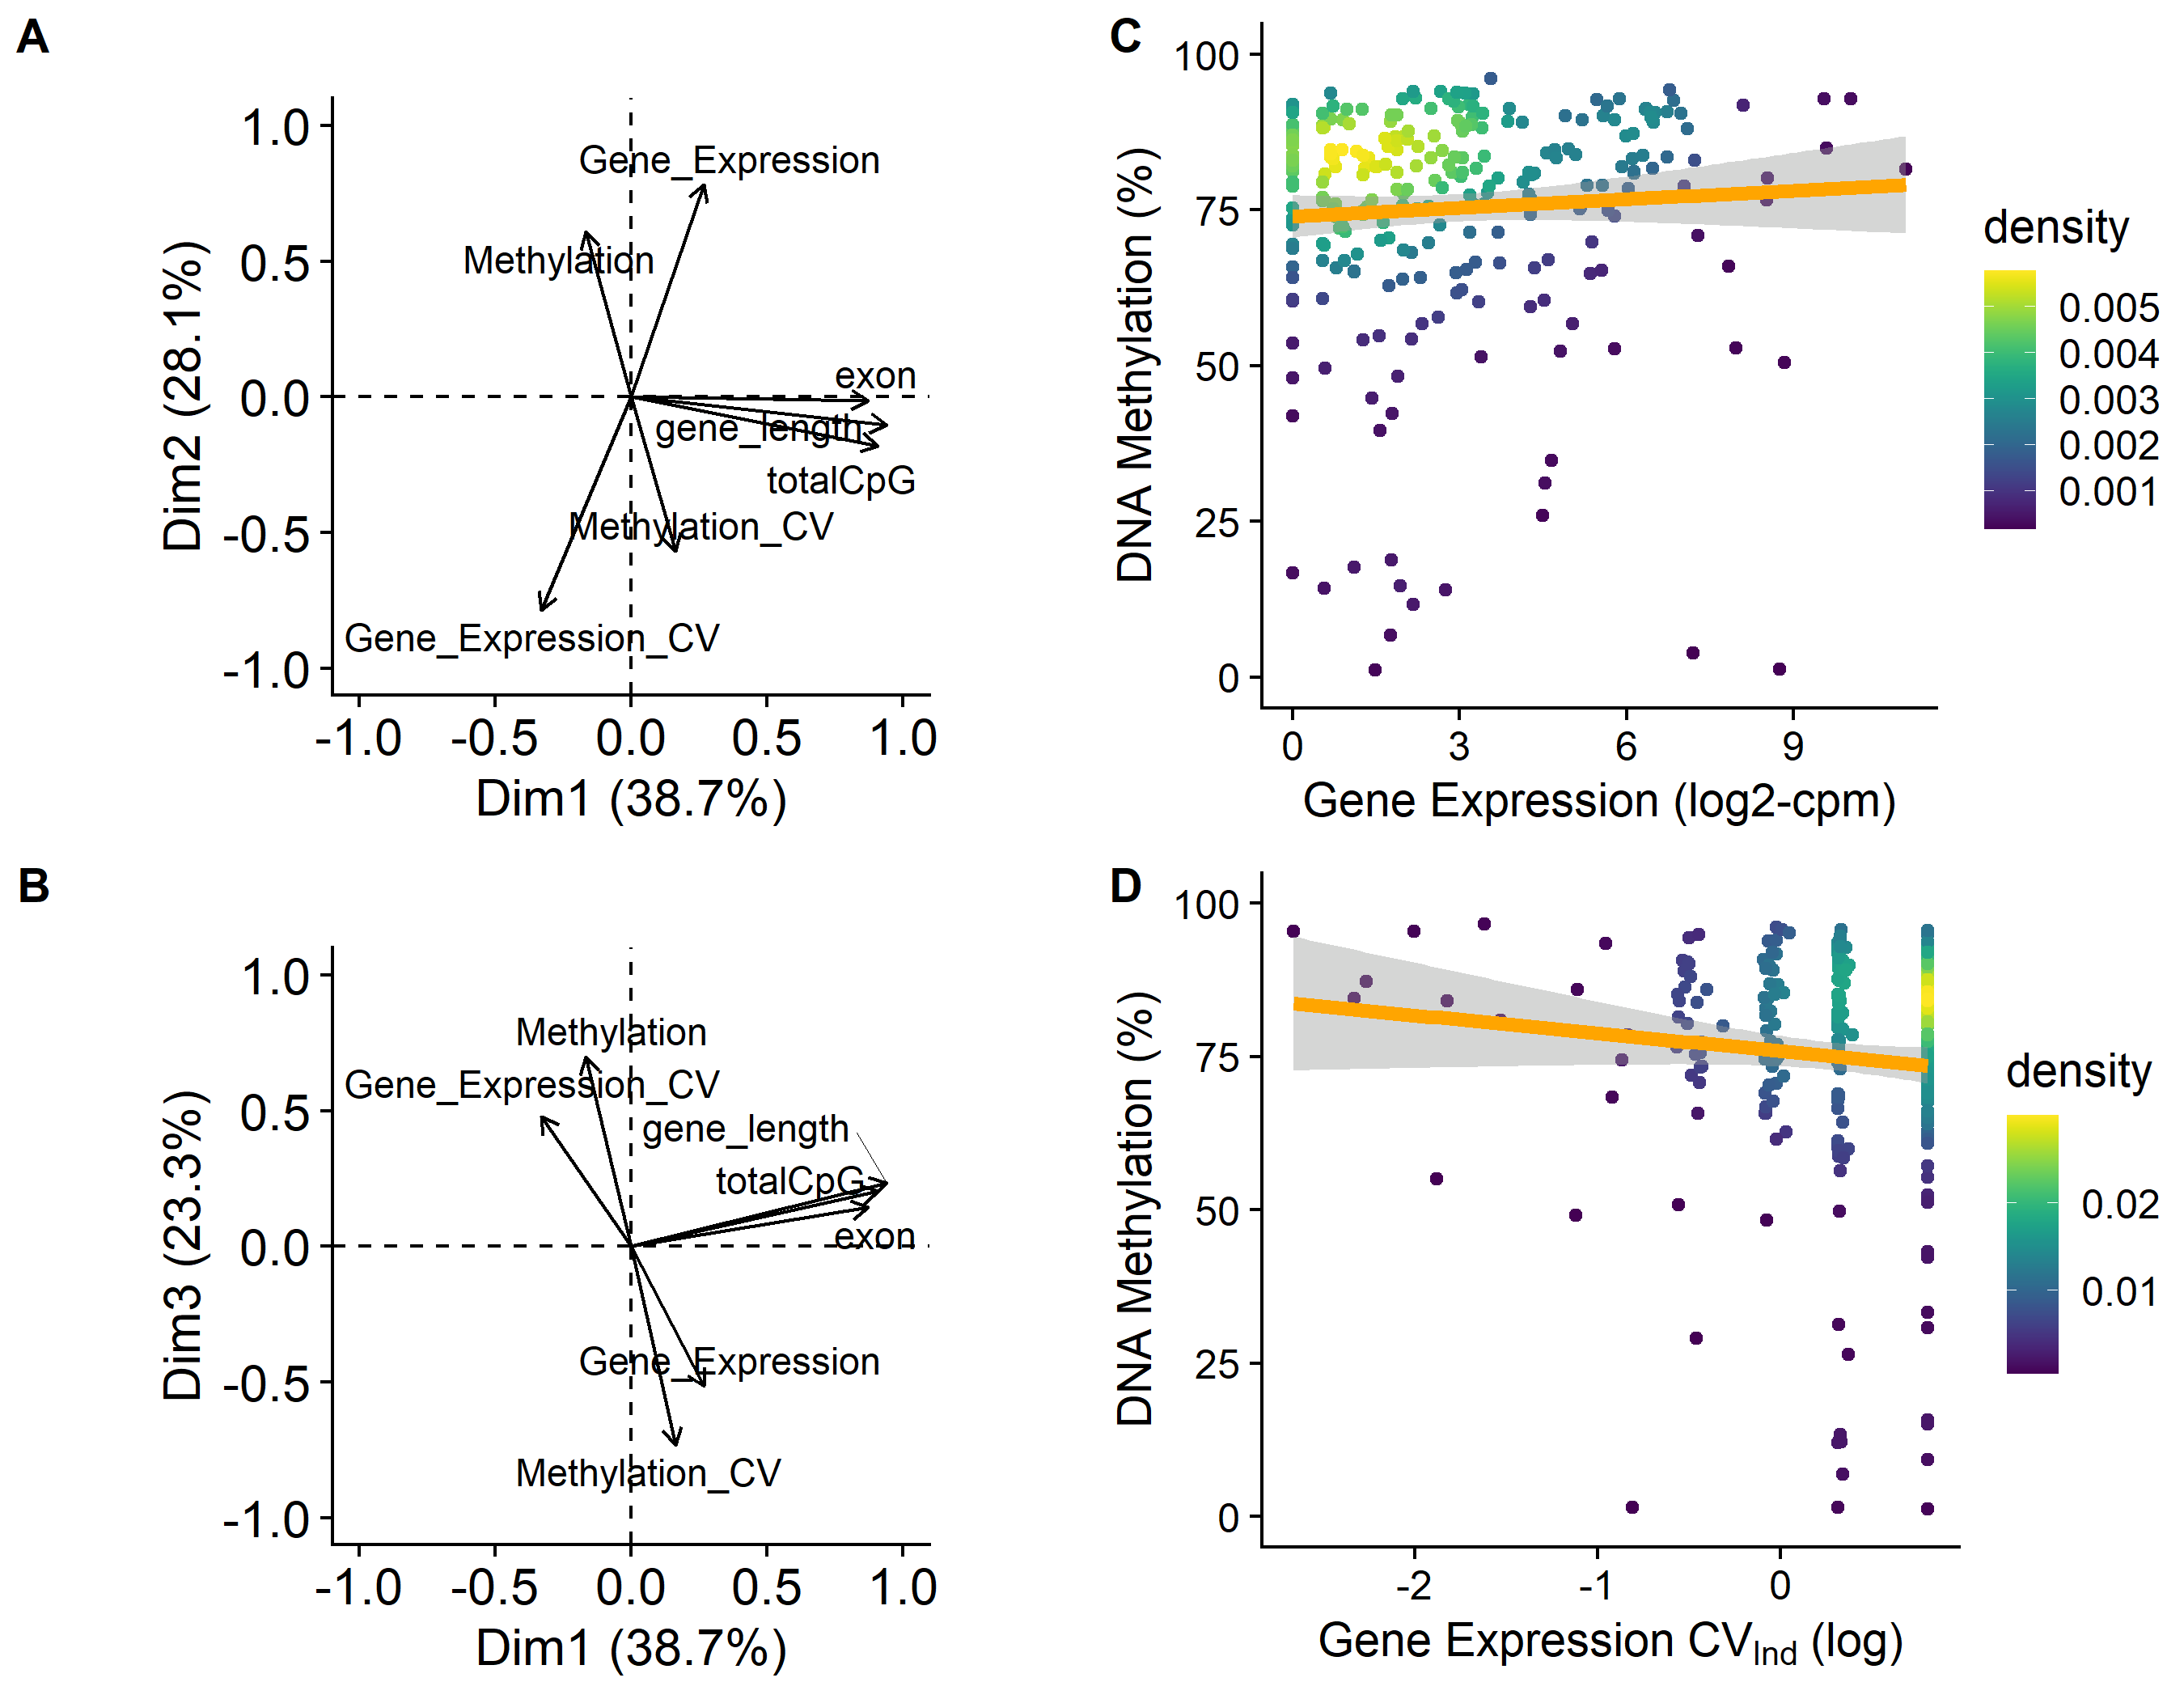 A
1.0
0.5
0.0
-0.5
-1.0
Dim2 (28.1%)
Gene_Expression
Methylation
exon
gene_length
totalCpG
Methylation_CV
Gene_Expression_CV
-1.0 -0.5 0.0 0.5 1.0
Dim1 (38.7%)
B
1.0
0.5
0.0
-0.5
-1.0
Dim3 (23.3%)
Methylation
Gene_Expression_CV
gene_length
totalCpG
exon
Gene_Expression
Methylation_CV
-1.0 -0.5 0.0 0.5 1.0
Dim1 (38.7%)
C
100
75
50
25
0
DNA Methylation (%)
0 3 6 9
Gene Expression (log2-cpm)
density
0.005
0.004
0.003
0.002
0.001
D
100
75
50
25
0
DNA Methylation (%)
-2 -1 0
Gene Expression CV_Ind (log)
density
0.02
0.01